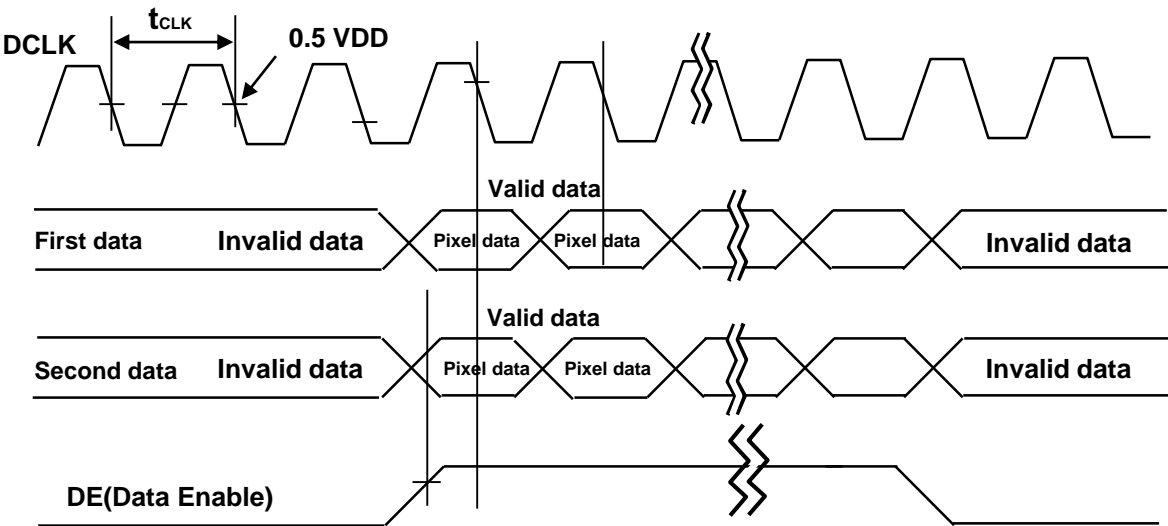 tCLK
DCLK
0.5 VDD
Valid data
First data
Invalid data
Pixel data
Pixel data
Invalid data
Valid data
Second data
Invalid data
Pixel data
Pixel data
Invalid data
DE(Data Enable)